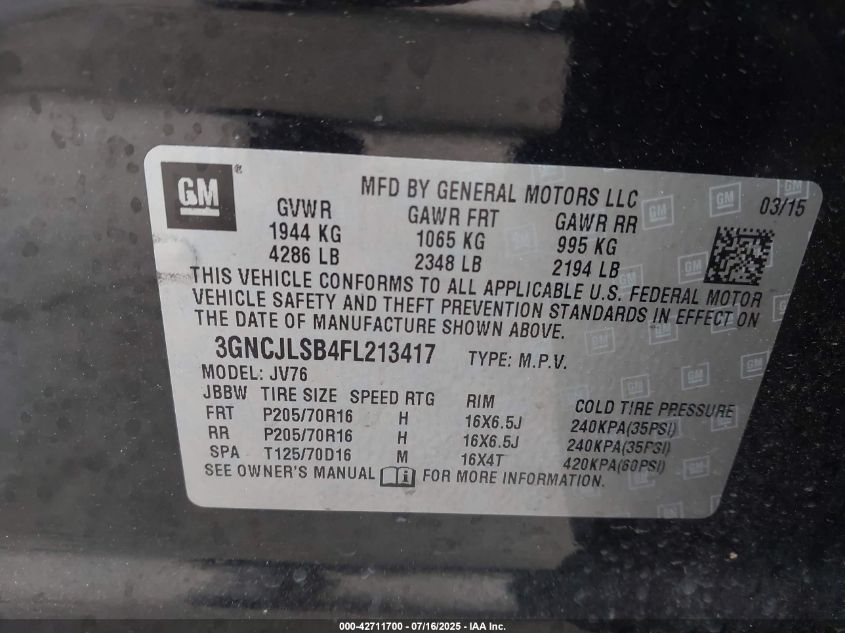 GM®
MFD BY GENERAL MOTORS LLC
03/15
GVWR GAWR FRT GAWR RR
1944 KG 1065 KG 995 KG
4286 LB 2348 LB 2194 LB
THIS VEHICLE CONFORMS TO ALL APPLICABLE U.S. FEDERAL MOTOR
VEHICLE SAFETY AND THEFT PREVENTION STANDARDS IN EFFECT ON
THE DATE OF MANUFACTURE SHOWN ABOVE.
3GNCJLSB4FL213417 TYPE: M.P.V.
MODEL: JV76
JBBW TIRE SIZE SPEED RTG RIM COLD TIRE PRESSURE
FRT P205/70R16 H 16X6.5J 240KPA(35PSI)
RR P205/70R16 H 16X6.5J 240KPA(35PSI)
SPA T125/70D16 M 16X4T 420KPA(60PSI)
SEE OWNER'S MANUAL FOR MORE INFORMATION.
000-42711700 - 07/16/2025 - IAA Inc.